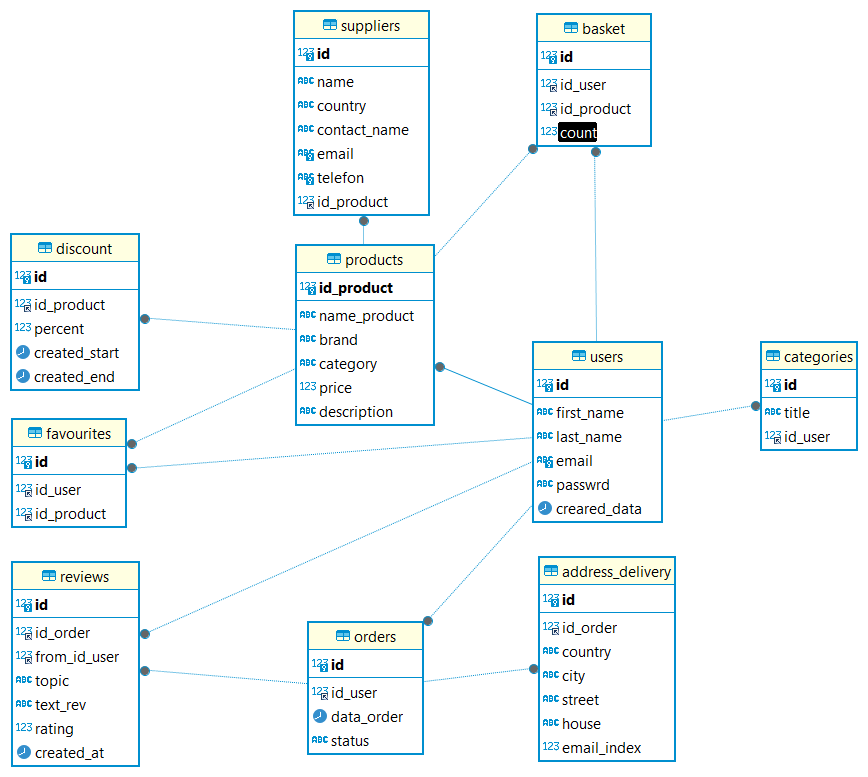 suppliers
123 id
ABC name
ABC country
ABC contact_name
ABC email
ABC telefon
123 id_product
basket
123 id
123 id_user
123 id_product
123 count
discount
123 id
123 id_product
123 percent
created_start
created_end
products
123 id_product
ABC name_product
ABC brand
ABC category
123 price
ABC description
users
123 id
ABC first_name
ABC last_name
ABC email
ABC passwrd
creared_data
categories
123 id
ABC title
123 id_user
favourites
123 id
123 id_user
123 id_product
reviews
123 id
123 id_order
123 from_id_user
ABC topic
ABC text_rev
123 rating
created_at
orders
123 id
123 id_user
data_order
ABC status
address_delivery
123 id
123 id_order
ABC country
ABC city
ABC street
ABC house
123 email_index